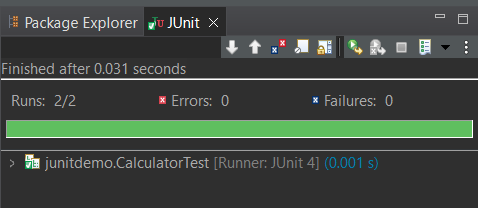 Package Explorer JUnit
Finished after 0.031 seconds
Runs: 2/2 Errors: 0 Failures: 0
junitdemo.CalculatorTest [Runner: JUnit 4] (0.001 s)